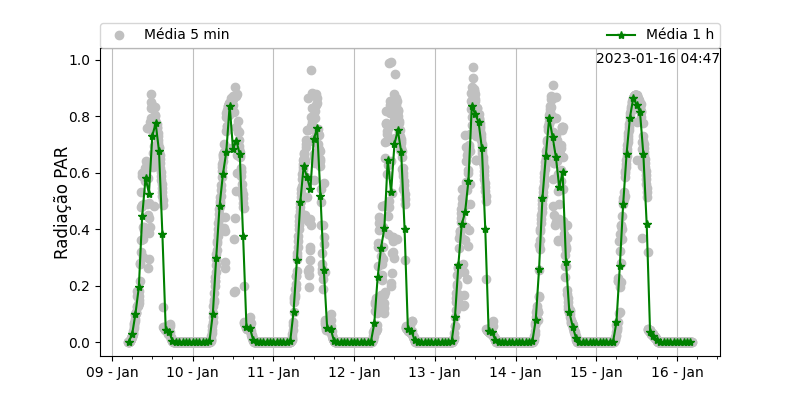 Média 5 min
Média 1 h
2023-01-16 04:47
Radiação PAR
1.0
0.8
0.6
0.4
0.2
0.0
09 - Jan
10 - Jan
11 - Jan
12 - Jan
13 - Jan
14 - Jan
15 - Jan
16 - Jan